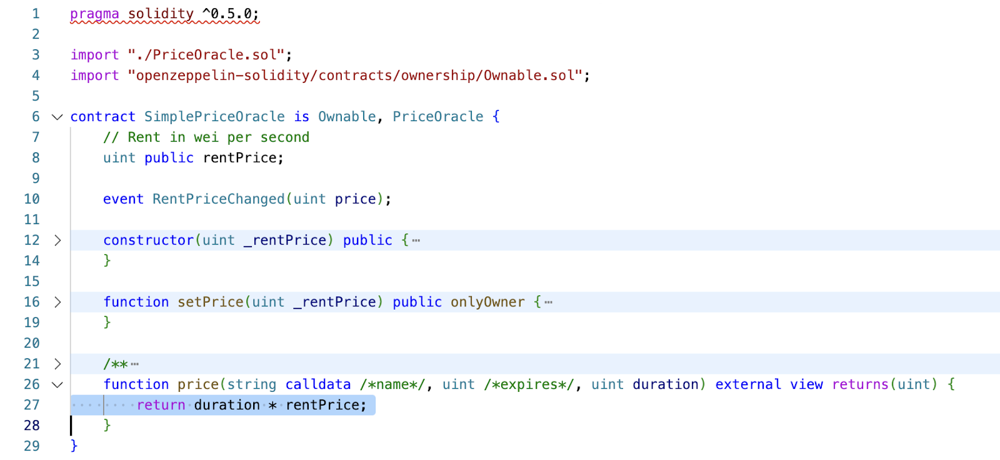 1 pragma solidity ^0.5.0;
2
3 import "./PriceOracle.sol";
4 import "openzeppelin-solidity/contracts/ownership/Ownable.sol";
5
6 contract SimplePriceOracle is Ownable, PriceOracle {
7     // Rent in wei per second
8     uint public rentPrice;
9
10     event RentPriceChanged(uint price);
11
12     constructor(uint _rentPrice) public {⋯
14     }
15
16     function setPrice(uint _rentPrice) public onlyOwner {⋯
19     }
20
21     /**⋯
26     function price(string calldata /*name*/, uint /*expires*/, uint duration) external view returns(uint) {
27         return duration * rentPrice;
28     }
29 }